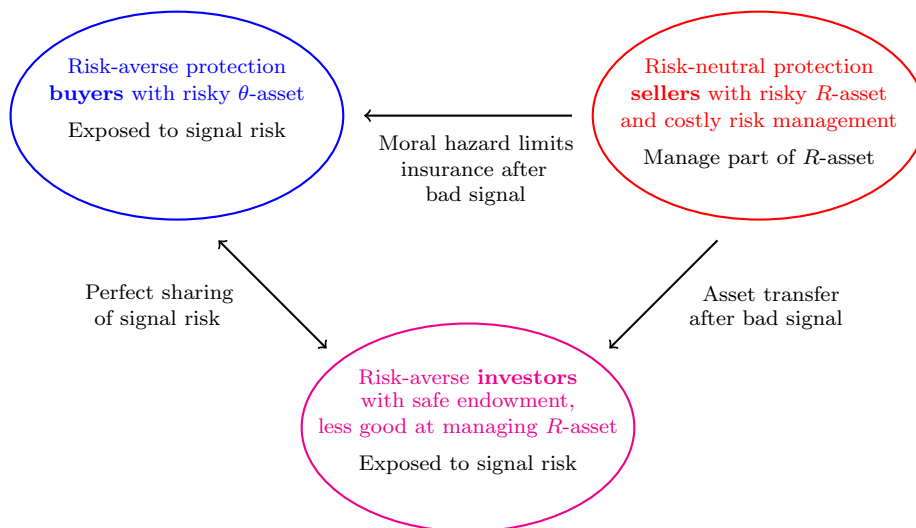 Risk-averse protection
buyers with risky θ-asset
Exposed to signal risk
Risk-neutral protection
sellers with risky R-asset
and costly risk management
Manage part of R-asset
Moral hazard limits
insurance after
bad signal
Perfect sharing
of signal risk
Asset transfer
after bad signal
Risk-averse investors
with safe endowment,
less good at managing R-asset
Exposed to signal risk